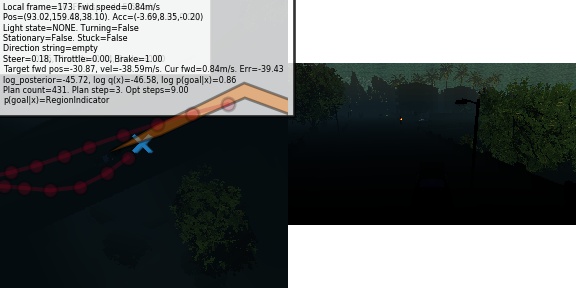 Local frame=173: Fwd speed=0.84m/s
Pos=(93.02,159.48,38.10). Acc=(-3.69,8.35,-0.20)
Light state=NONE. Turning=False
Stationary=False. Stuck=False
Direction string=empty
Steer=0.18; Throttle=0.00; Brake=1.00
Target fwd pos=-30.87, vel=-38.59m/s. Cur fwd=0.84m/s. Err=-39.43
log_posterior=-45.72, log q(x)=-46.58, log p(goal|x)=0.86
Plan count=431. Plan step=3. Opt steps=9.00
p(goal|x)=RegionIndicator